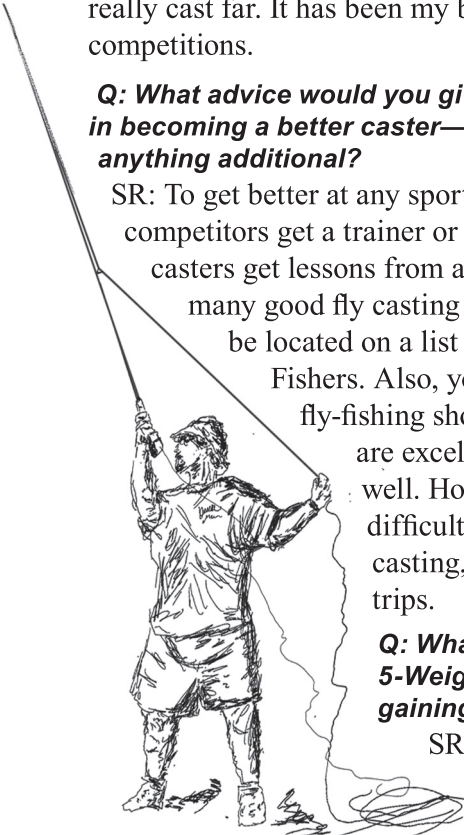 really cast far. It has been my b
competitions.
Q: What advice would you gi
in becoming a better caster—
anything additional?
SR: To get better at any sport
competitors get a trainer or
casters get lessons from a
many good fly casting
be located on a list
Fishers. Also, yo
fly-fishing sho
are excel
well. Ho
difficult
casting,
trips.
Q: Wha
5-Weig
gaining
SR